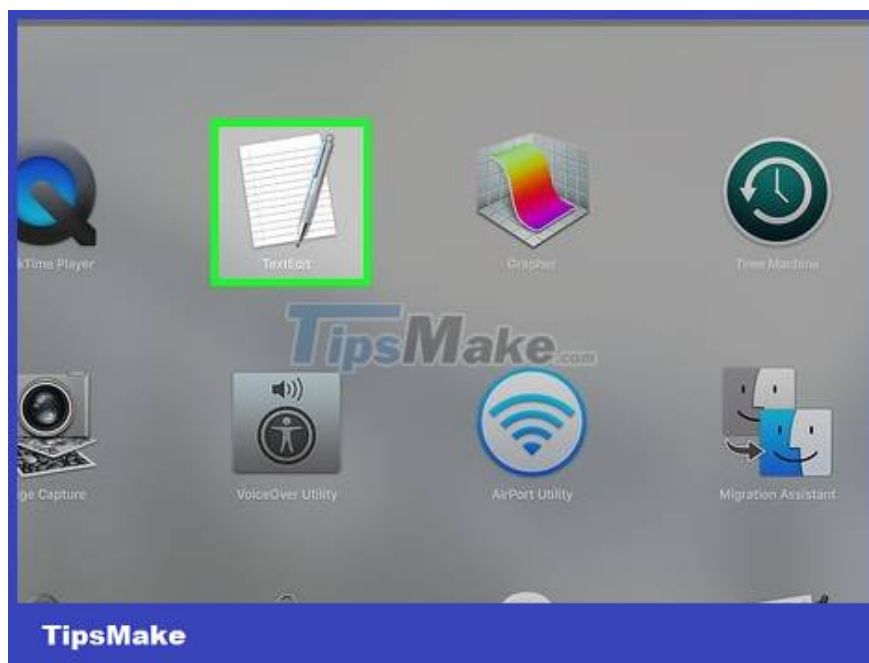 kTime Player TextEdit Grapher Time Machine
TipsMake.com
ge Capture VoiceOver Utility AirPort Utility Migration Assistant
TipsMake